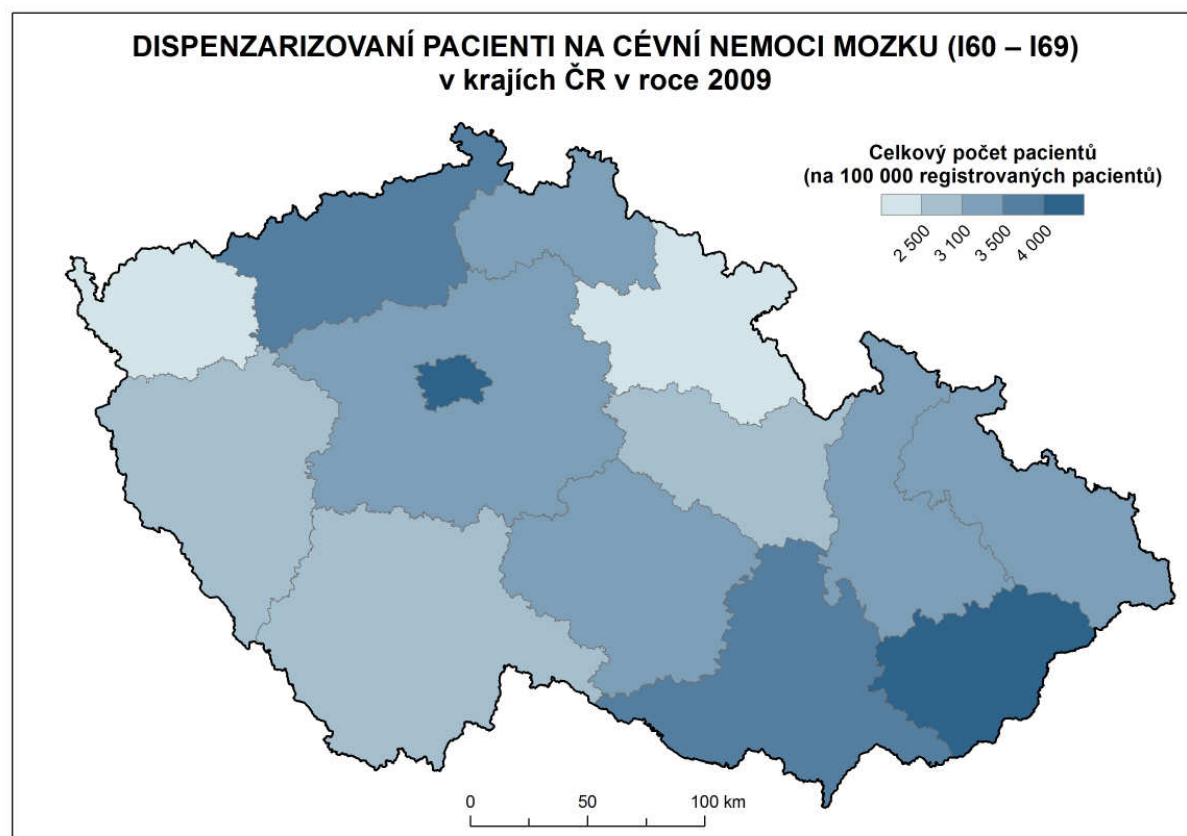 DISPENZARIZOVANÍ PACIENTI NA CÉVNÍ NEMOCI MOZKU (I60 – I69)
v krajích ČR v roce 2009
Celkový počet pacientů
(na 100 000 registrovaných pacientů)
2 500 3 100 3 500 4 000
0 50 100 km